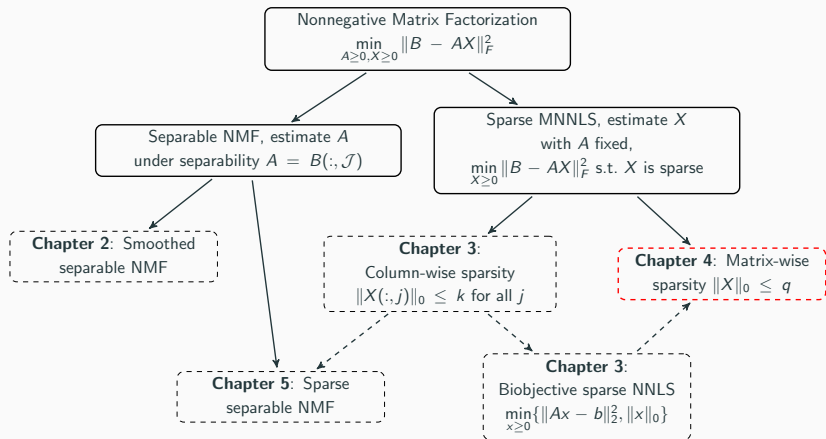 Nonnegative Matrix Factorization
min_{A≥0,X≥0} ‖B − AX‖_F^2
Separable NMF, estimate A
under separability A = B(:, 𝒥)
Sparse MNNLS, estimate X
with A fixed,
min_{X≥0} ‖B − AX‖_F^2 s.t. X is sparse
Chapter 2: Smoothed
separable NMF
Chapter 3:
Column-wise sparsity
‖X(:, j)‖_0 ≤ k for all j
Chapter 4: Matrix-wise
sparsity ‖X‖_0 ≤ q
Chapter 5: Sparse
separable NMF
Chapter 3:
Biobjective sparse NNLS
min_{x≥0} {‖Ax − b‖_2^2, ‖x‖_0}